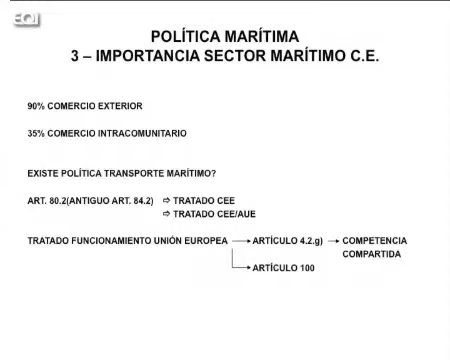 EOI
POLÍTICA MARÍTIMA
3 – IMPORTANCIA SECTOR MARÍTIMO C.E.
90% COMERCIO EXTERIOR
35% COMERCIO INTRACOMUNITARIO
EXISTE POLÍTICA TRANSPORTE MARÍTIMO?
ART. 80.2(ANTIGUO ART. 84.2) ⇨ TRATADO CEE
⇨ TRATADO CEE/AUE
TRATADO FUNCIONAMIENTO UNIÓN EUROPEA → ARTÍCULO 4.2.g) → COMPETENCIA
COMPARTIDA
→ ARTÍCULO 100